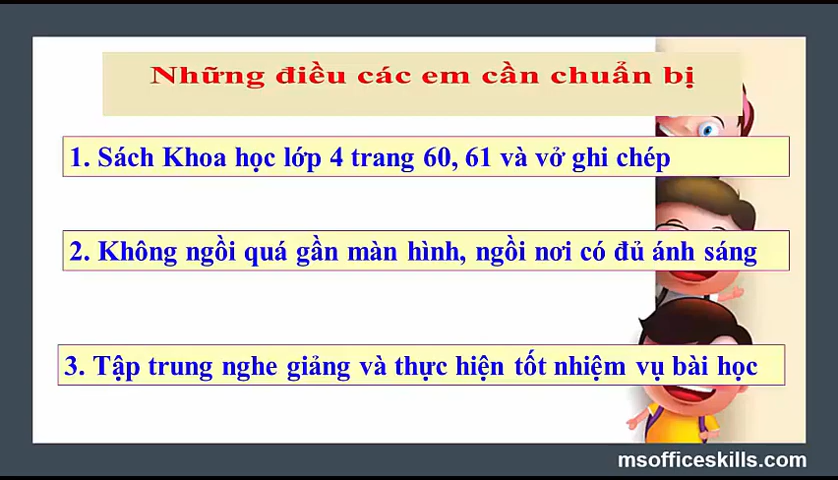 Những điều các em cần chuẩn bị
1. Sách Khoa học lớp 4 trang 60, 61 và vở ghi chép
2. Không ngồi quá gần màn hình, ngồi nơi có đủ ánh sáng
3. Tập trung nghe giảng và thực hiện tốt nhiệm vụ bài học
msofficeskills.com